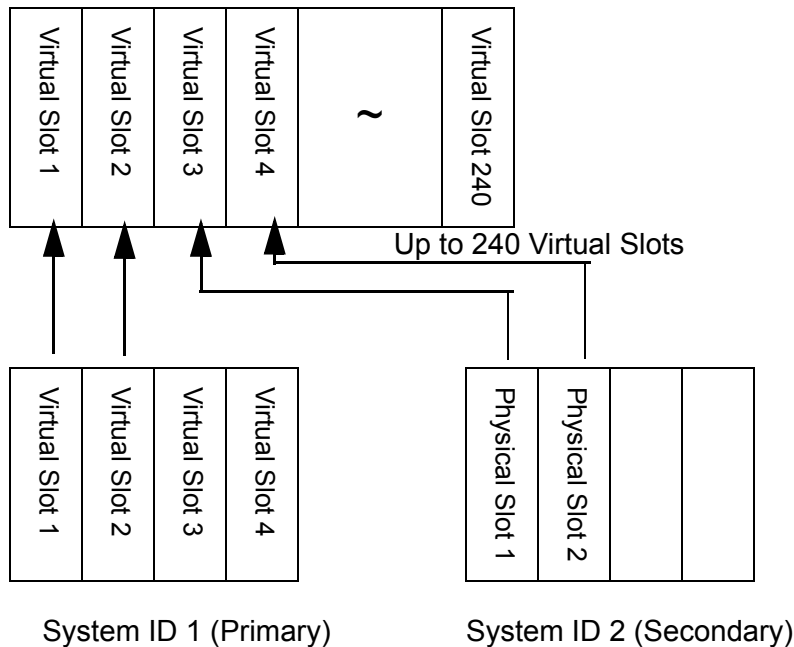 Virtual Slot 1
Virtual Slot 2
Virtual Slot 3
Virtual Slot 4
~
Virtual Slot 240
Up to 240 Virtual Slots
Virtual Slot 1
Virtual Slot 2
Virtual Slot 3
Virtual Slot 4
Physical Slot 1
Physical Slot 2
System ID 1 (Primary)
System ID 2 (Secondary)